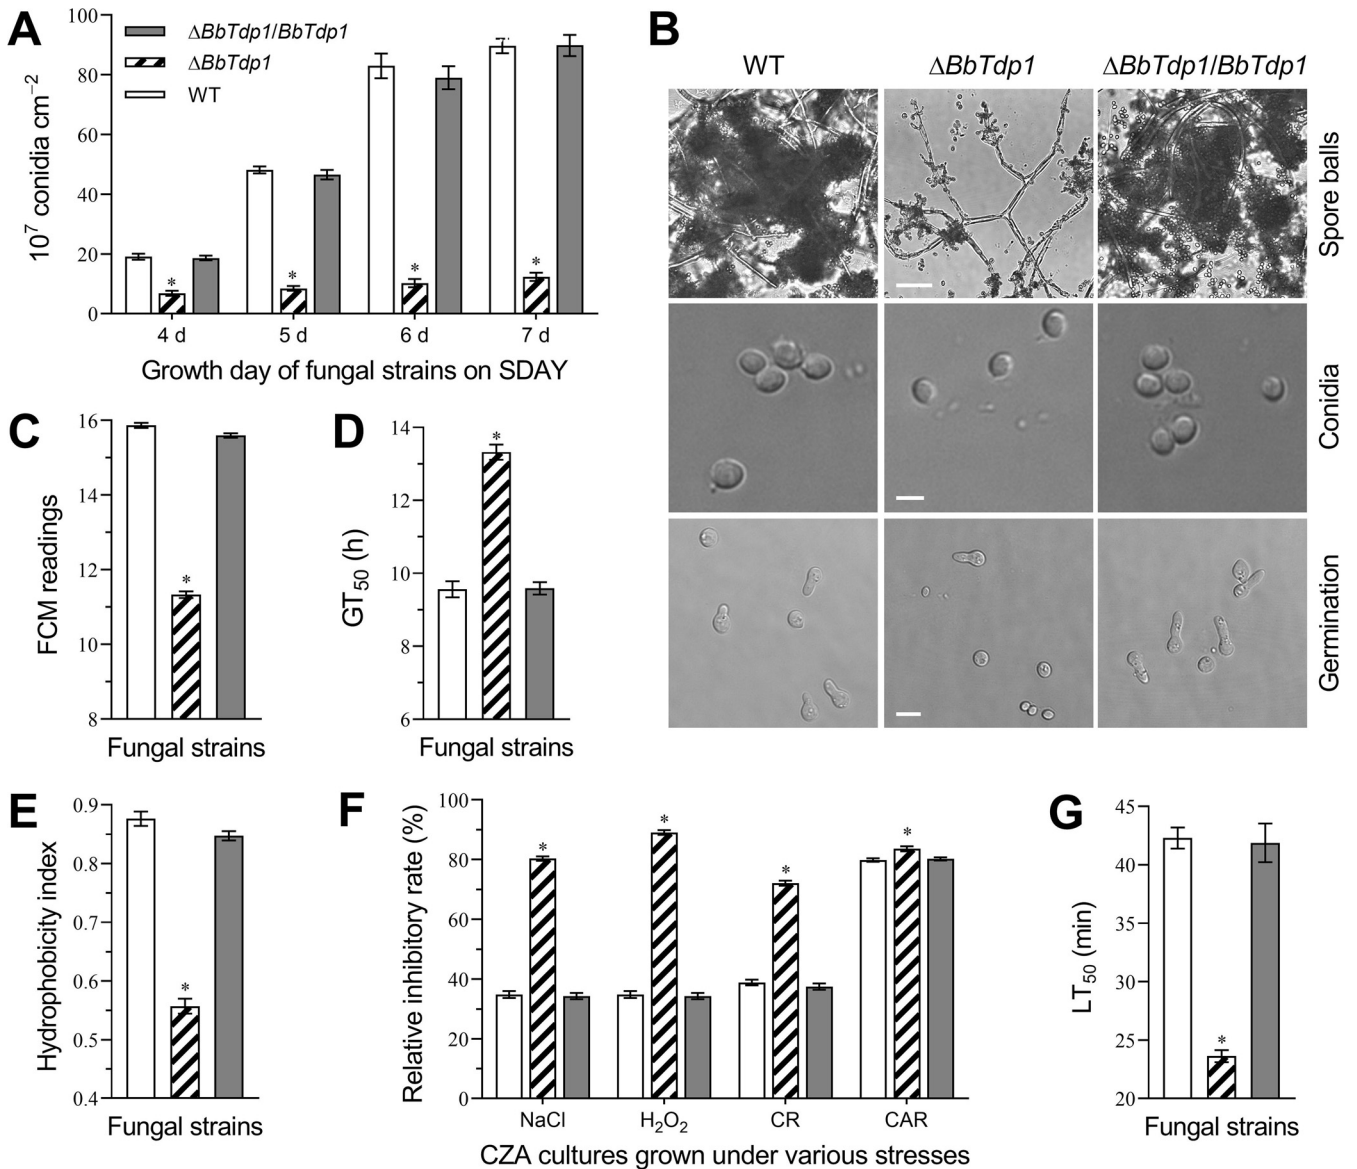 A
100
80
60
40
20
0
10⁷ conidia cm⁻²
ΔBbTdp1/BbTdp1
ΔBbTdp1
WT
*
*
*
*
4 d 5 d 6 d 7 d
Growth day of fungal strains on SDAY
B
WT ΔBbTdp1 ΔBbTdp1/BbTdp1
Spore balls
Conidia
Germination
C
16
14
12
10
8
FCM readings
*
Fungal strains
D
14
12
10
8
6
GT₅₀ (h)
*
Fungal strains
E
0.9
0.8
0.7
0.6
0.5
0.4
Hydrophobicity index
*
Fungal strains
F
100
80
60
40
20
0
Relative inhibitory rate (%)
*
*
*
*
NaCl H₂O₂ CR CAR
CZA cultures grown under various stresses
G
45
40
35
30
25
20
LT₅₀ (min)
*
Fungal strains